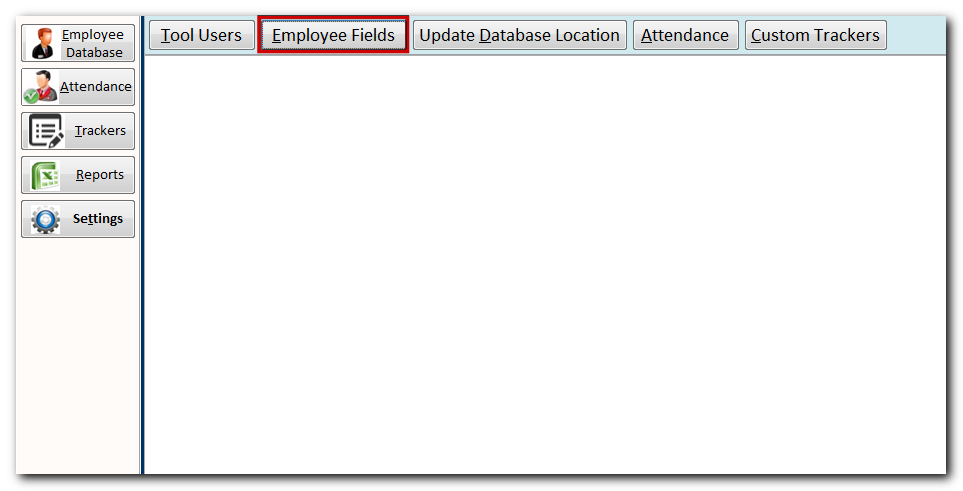 Employee
Database
Attendance
Trackers
Reports
Settings
Tool Users Employee Fields Update Database Location Attendance Custom Trackers